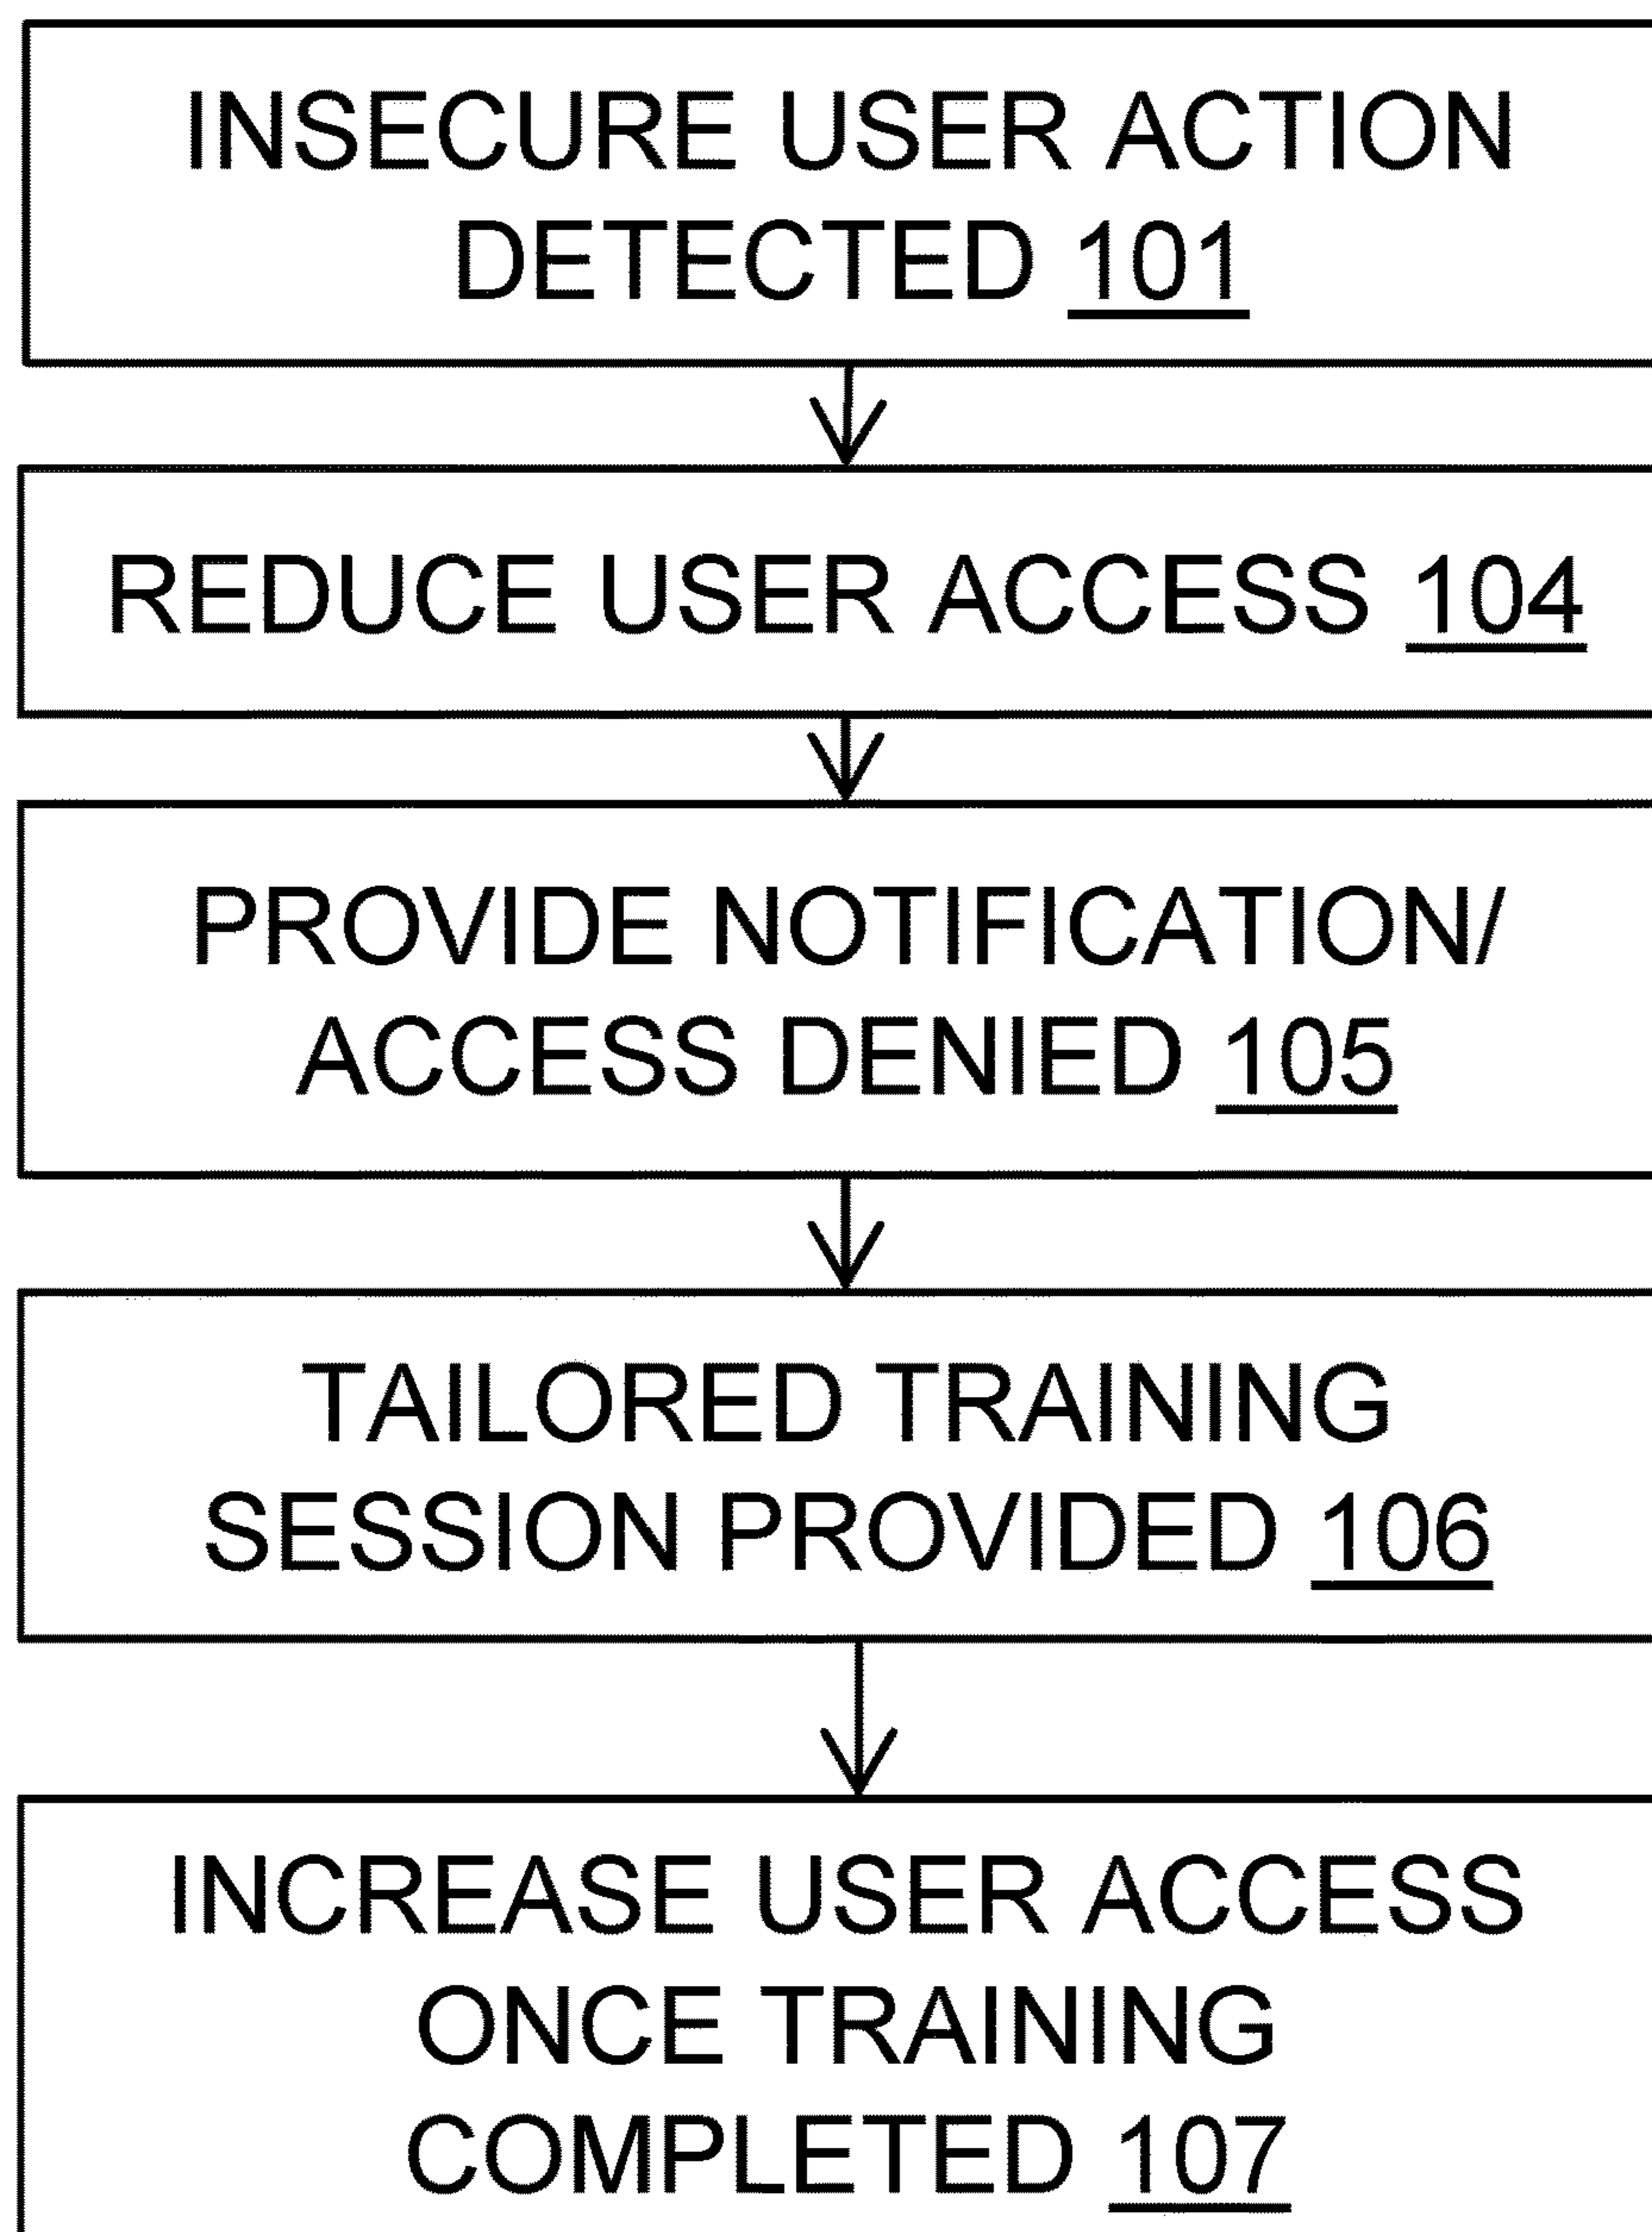 INSECURE USER ACTION
DETECTED 101
REDUCE USER ACCESS 104
PROVIDE NOTIFICATION/
ACCESS DENIED 105
TAILORED TRAINING
SESSION PROVIDED 106
INCREASE USER ACCESS
ONCE TRAINING
COMPLETED 107